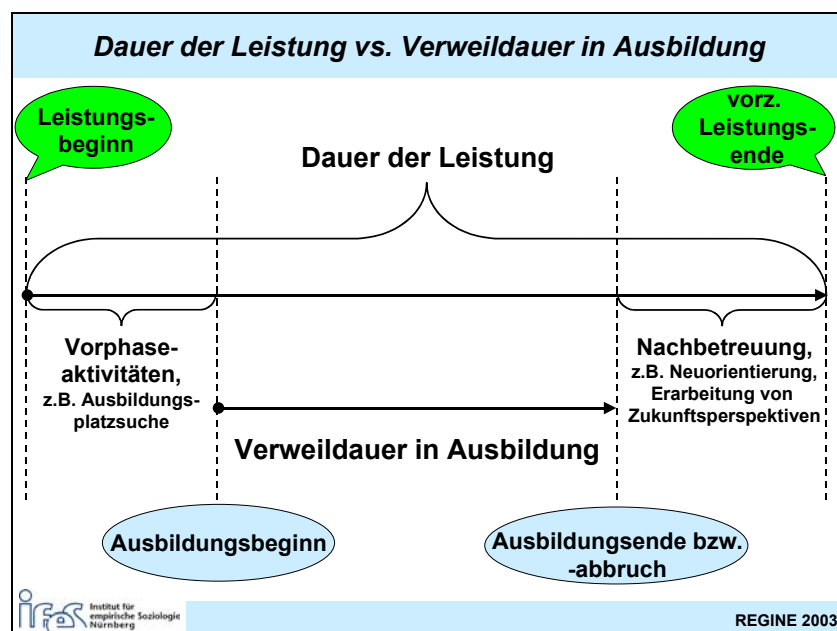 Dauer der Leistung vs. Verweildauer in Ausbildung
Leistungs-
beginn
vorz.
Leistungs-
ende
Dauer der Leistung
Vorphase-
aktivitäten,
z.B. Ausbildungs-
platzsuche
Nachbetreuung,
z.B. Neuorientierung,
Erarbeitung von
Zukunftsperspektiven
Verweildauer in Ausbildung
Ausbildungsbeginn
Ausbildungsende bzw.
-abbruch
ifes
Institut für
empirische Soziologie
Nürnberg
REGINE 2003